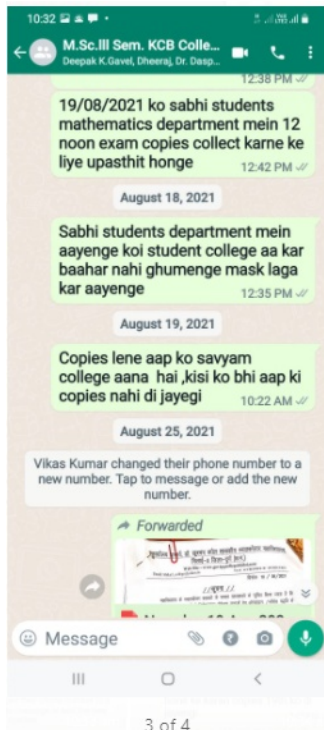 10:32
M.Sc.III Sem. KCB Colle...
Deepak K.Gavel, Dheeraj, Dr. Dasp...
12:38 PM
19/08/2021 ko sabhi students
mathematics department mein 12
noon exam copies collect karne ke
liye upasthit honge
12:42 PM
August 18, 2021
Sabhi students department mein
aayenge koi student college aa kar
baahar nahi ghumenge mask laga
kar aayenge
12:35 PM
August 19, 2021
Copies lene aap ko savyam
college aana hai ,kisi ko bhi aap ki
copies nahi di jayegi
10:22 AM
August 25, 2021
Vikas Kumar changed their phone number to a
new number. Tap to message or add the new
number.
Forwarded
//सूचना//
Message
3 of 4